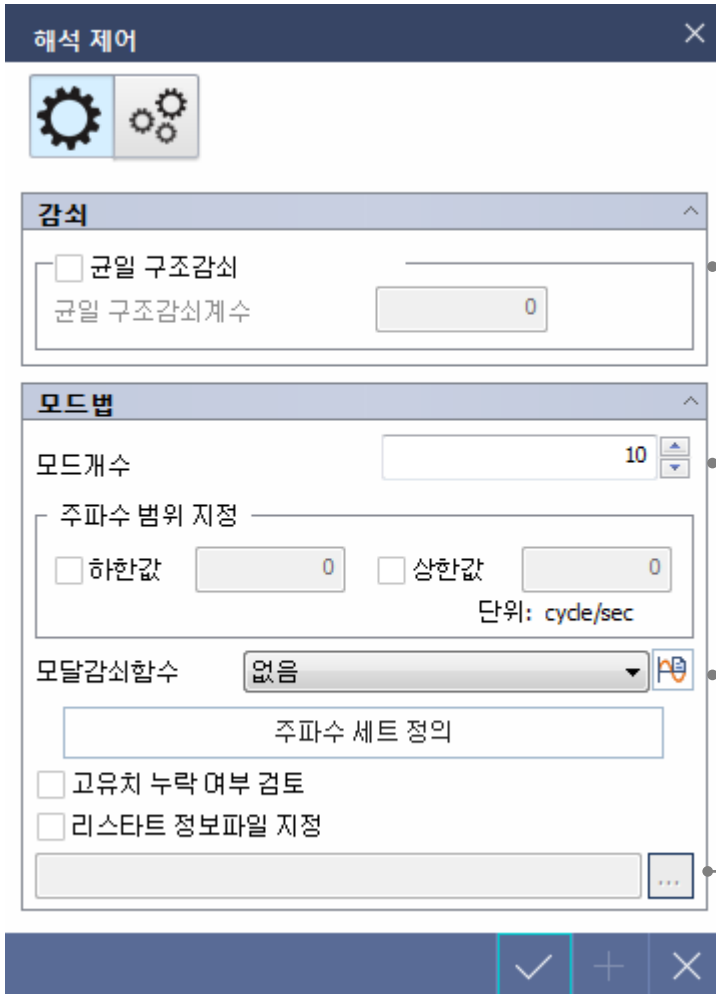 해석 제어
감쇠
균일 구조감쇠
균일 구조감쇠계수 0
모드법
모드개수 10
주파수 범위 지정
하한값 0 상한값 0
단위: cycle/sec
모달감쇠함수 없음
주파수 세트 정의
고유치 누락 여부 검토
리스타트 정보파일 지정
...